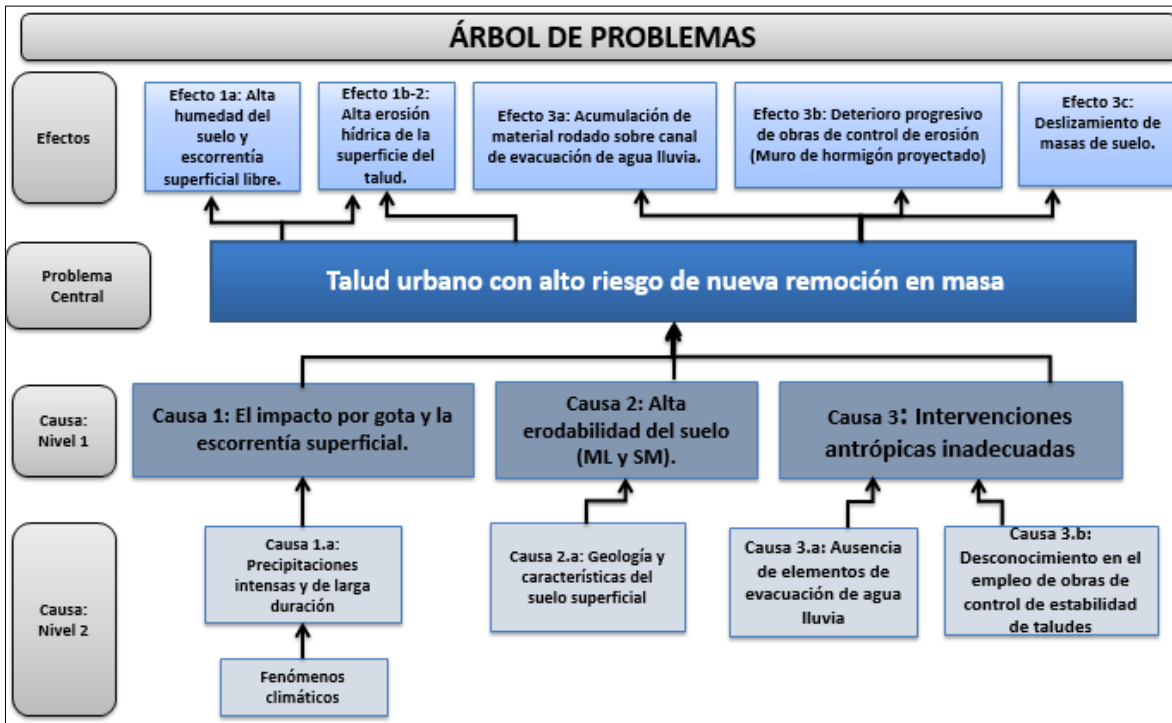 ÁRBOL DE PROBLEMAS
Efectos
Efecto 1a: Alta
humedad del
suelo y
escorrentía
superficial libre.
Efecto 1b-2:
Alta erosión
hídrica de la
superficie del
talud.
Efecto 3a: Acumulación de
material rodado sobre canal
de evacuación de agua lluvia.
Efecto 3b: Deterioro progresivo
de obras de control de erosión
(Muro de hormigón proyectado)
Efecto 3c:
Deslizamiento de
masas de suelo.
Problema
Central
Talud urbano con alto riesgo de nueva remoción en masa
Causa:
Nivel 1
Causa 1: El impacto por gota y la
escorrentía superficial.
Causa 2: Alta
erodabilidad del suelo
(ML y SM).
Causa 3: Intervenciones
antrópicas inadecuadas
Causa:
Nivel 2
Causa 1.a:
Precipitaciones
intensas y de larga
duración
Causa 2.a: Geología y
características del
suelo superficial
Causa 3.a: Ausencia
de elementos de
evacuación de agua
lluvia
Causa 3.b:
Desconocimiento en el
empleo de obras de
control de estabilidad
de taludes
Fenómenos
climáticos